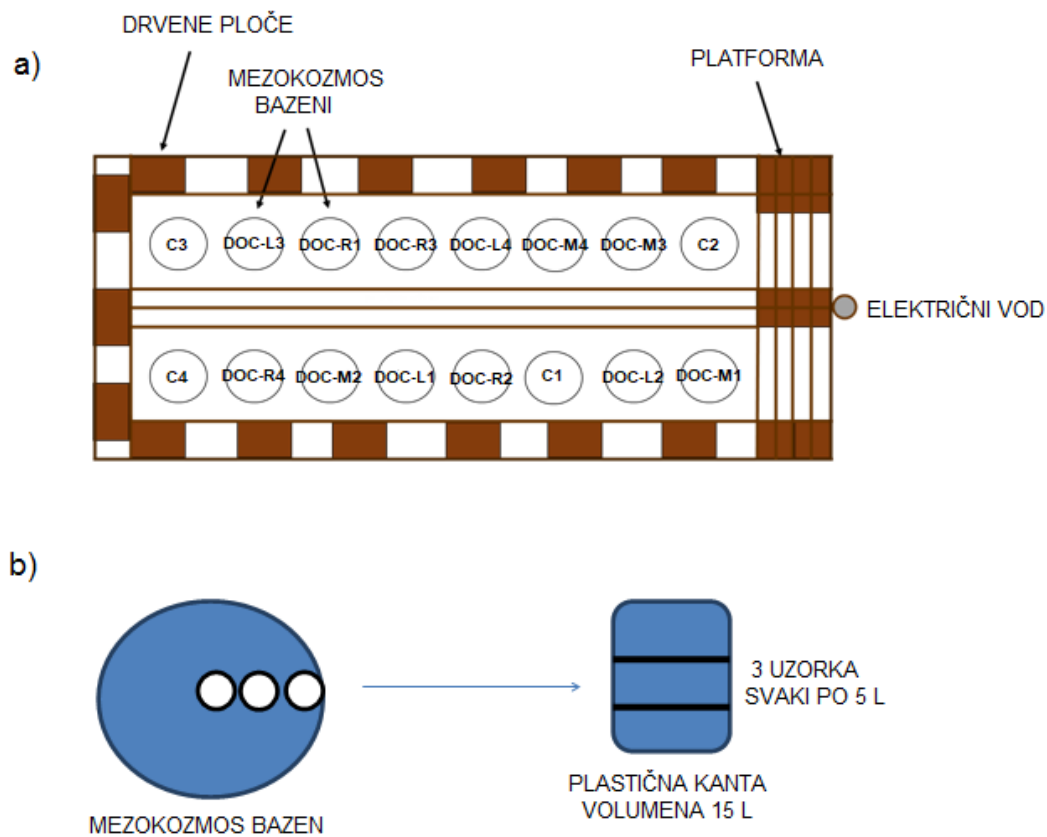 a)
DRVENE PLOČE
MEZOKOZMOS
BAZENI
PLATFORMA
C3
DOC-L3
DOC-R1
DOC-R3
DOC-L4
DOC-M4
DOC-M3
C2
ELEKTRIČNI VOD
C4
DOC-R4
DOC-M2
DOC-L1
DOC-R2
C1
DOC-L2
DOC-M1
b)
3 UZORKA
SVAKI PO 5 L
MEZOKOZMOS BAZEN
PLASTIČNA KANTA
VOLUMENA 15 L